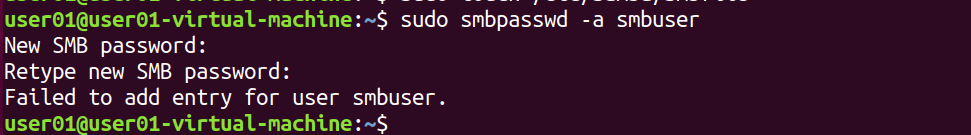 user01@user01-virtual-machine:~$ sudo smbpasswd -a smbuser
New SMB password:
Retype new SMB password:
Failed to add entry for user smbuser.
user01@user01-virtual-machine:~$